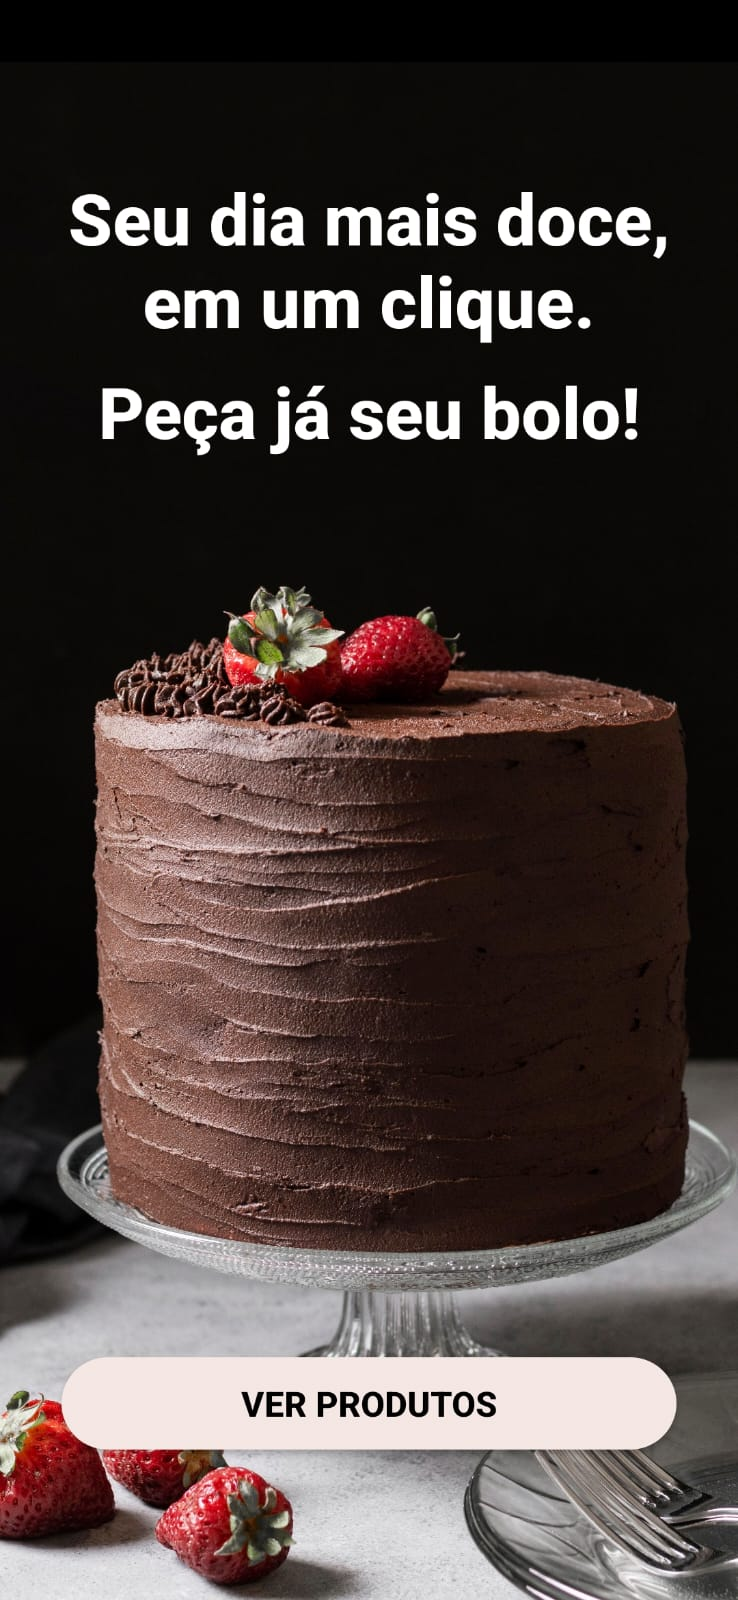 Seu dia mais doce,
em um clique.
Peça já seu bolo!
VER PRODUTOS